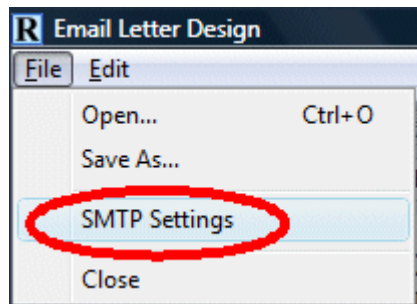 R Email Letter Design
File Edit
Open... Ctrl+O
Save As...
SMTP Settings
Close